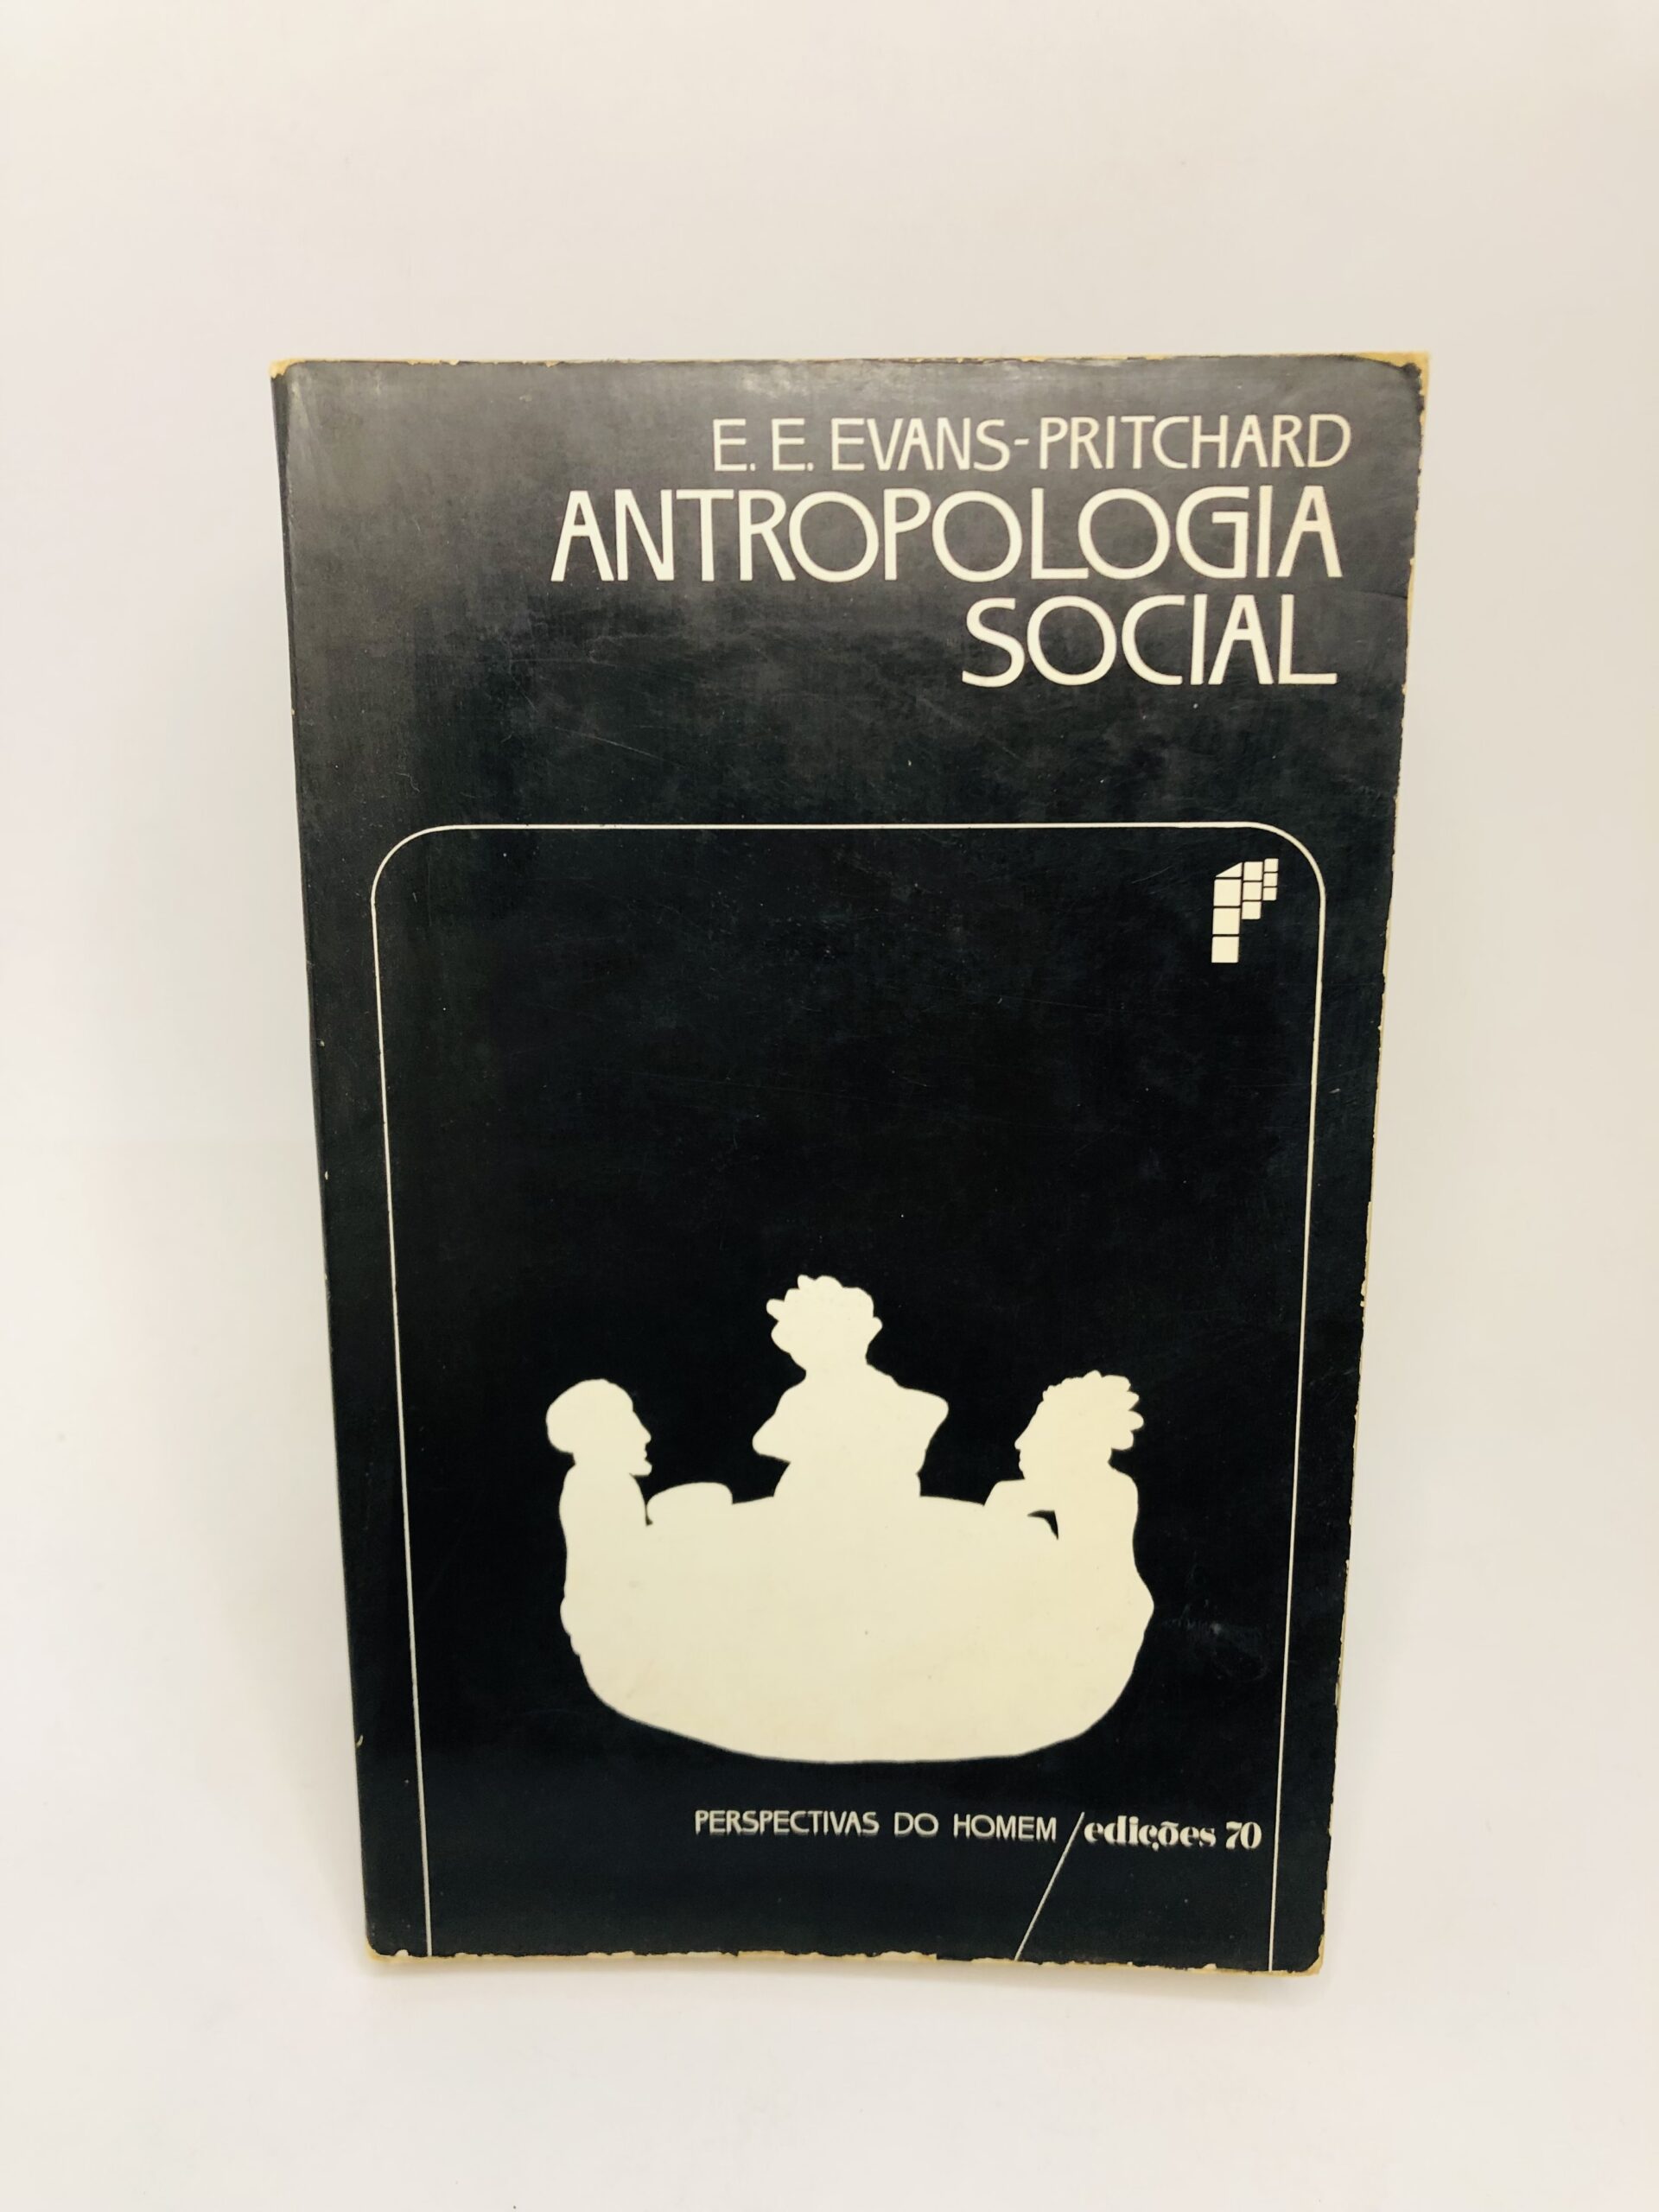 E. E. EVANS-PRITCHARD
ANTROPOLOGIA
SOCIAL
PERSPECTIVAS DO HOMEM / edições 70